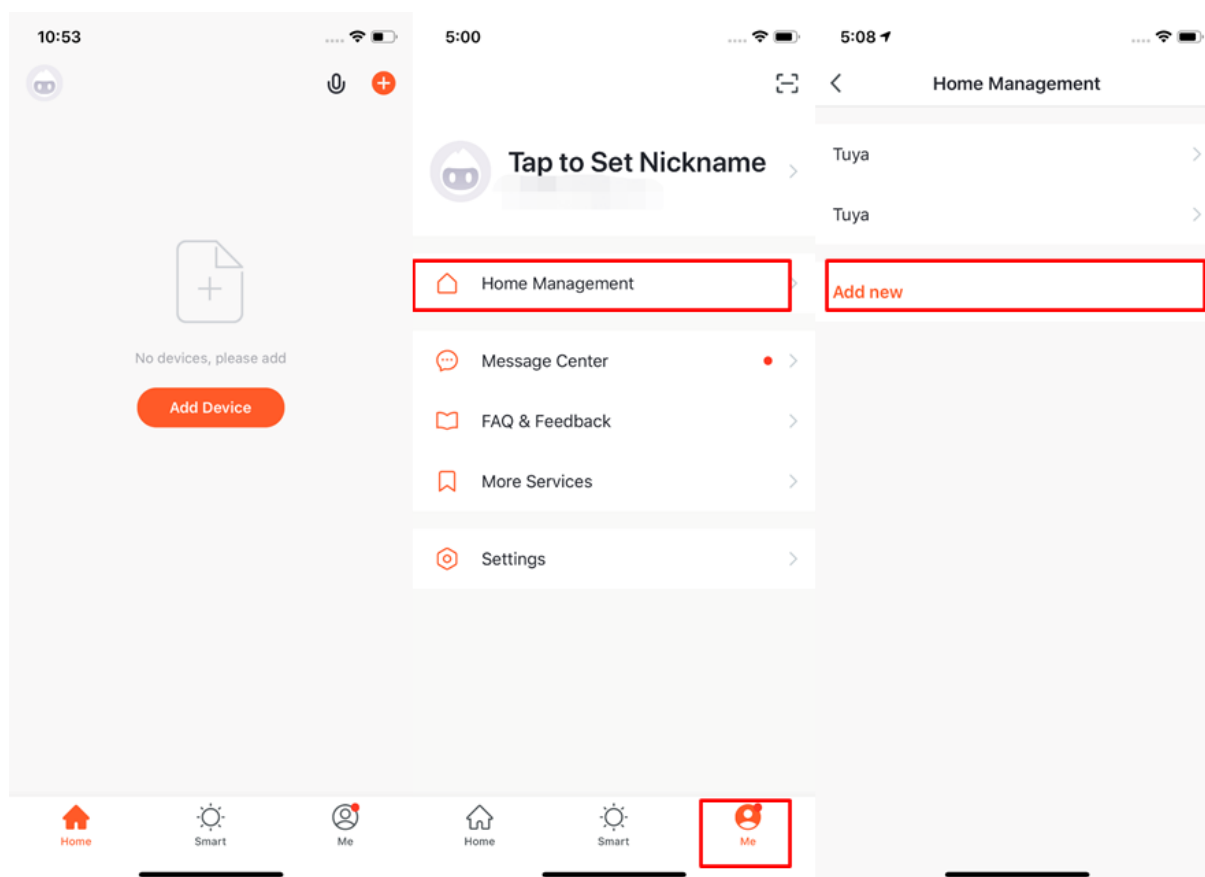 10:53
No devices, please add
Add Device
Home
Smart
Me
5:00
Tap to Set Nickname
Home Management
Message Center
FAQ & Feedback
More Services
Settings
Home
Smart
Me
5:08
Home Management
Tuya
Tuya
Add new